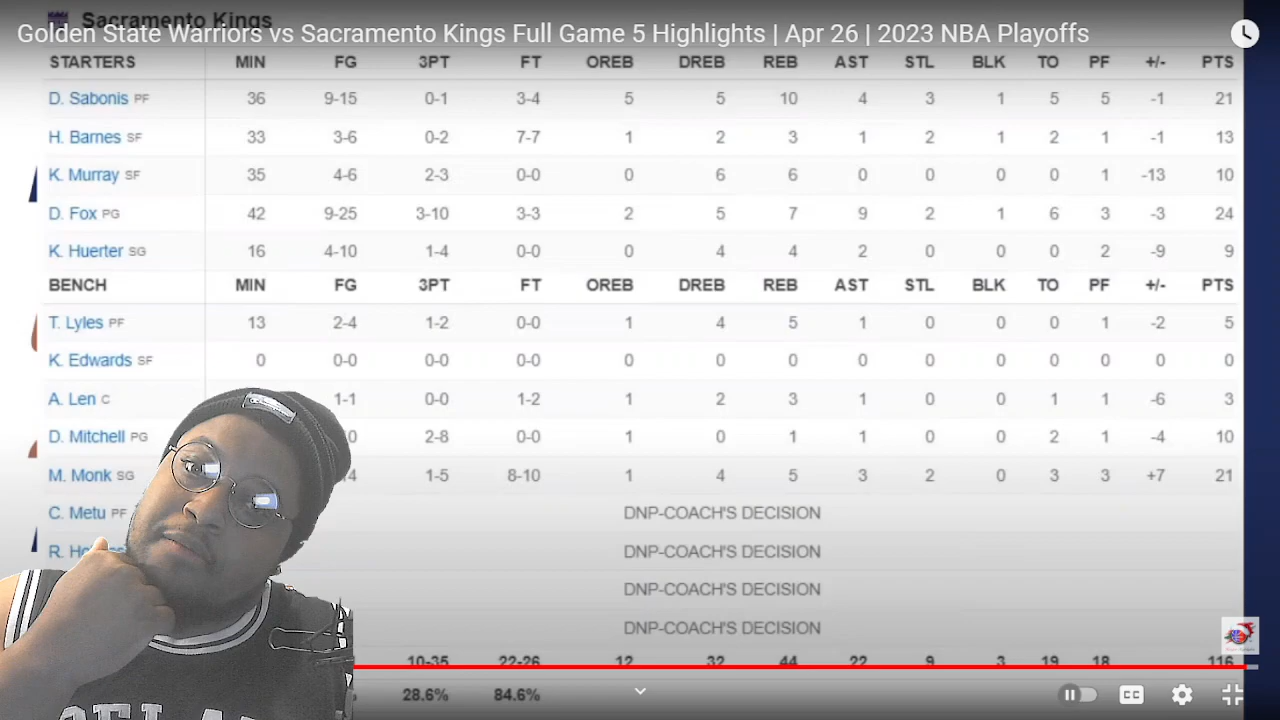 Sacramento Kings
Golden State Warriors vs Sacramento Kings Full Game 5 Highlights | Apr 26 | 2023 NBA Playoffs
STARTERS MIN FG 3PT FT OREB DREB REB AST STL BLK TO PF +/- PTS
D. Sabonis PF 36 9-15 0-1 3-4 5 5 10 4 3 1 5 5 -1 21
H. Barnes SF 33 3-6 0-2 7-7 1 2 3 1 2 1 2 1 -1 13
K. Murray SF 35 4-6 2-3 0-0 0 6 6 0 0 0 0 1 -13 10
D. Fox PG 42 9-25 3-10 3-3 2 5 7 9 2 1 6 3 -3 24
K. Huerter SG 16 4-10 1-4 0-0 0 4 4 2 0 0 0 2 -9 9
BENCH MIN FG 3PT FT OREB DREB REB AST STL BLK TO PF +/- PTS
T. Lyles PF 13 2-4 1-2 0-0 1 4 5 1 0 0 0 1 -2 5
K. Edwards SF 0 0-0 0-0 0-0 0 0 0 0 0 0 0 0 0 0
A. Len C 1-1 0-0 1-2 1 2 3 1 0 0 1 1 -6 3
D. Mitchell PG 0 2-8 0-0 1 0 1 1 0 0 2 1 -4 10
M. Monk SG 4 1-5 8-10 1 4 5 3 2 0 3 3 +7 21
C. Metu PF DNP-COACH'S DECISION
R. DNP-COACH'S DECISION
DNP-COACH'S DECISION
DNP-COACH'S DECISION
10-35 22-26 12 32 44 22 9 3 19 18 116
28.6% 84.6%
CC